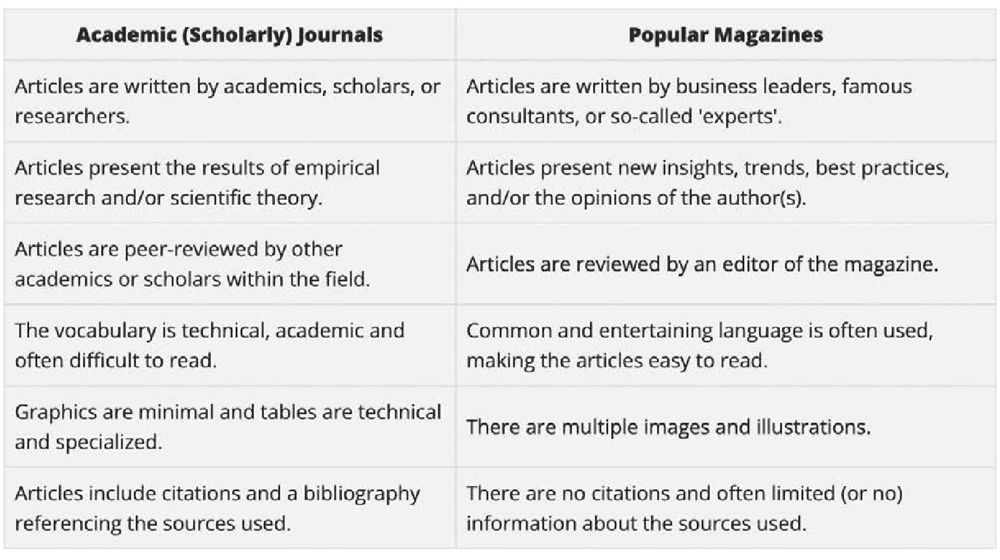 Academic (Scholarly) Journals
Popular Magazines
Articles are written by academics, scholars, or
researchers.
Articles are written by business leaders, famous
consultants, or so-called 'experts'.
Articles present the results of empirical
research and/or scientific theory.
Articles present new insights, trends, best practices,
and/or the opinions of the author(s).
Articles are peer-reviewed by other
academics or scholars within the field.
Articles are reviewed by an editor of the magazine.
The vocabulary is technical, academic and
often difficult to read.
Common and entertaining language is often used,
making the articles easy to read.
Graphics are minimal and tables are technical
and specialized.
There are multiple images and illustrations.
Articles include citations and a bibliography
referencing the sources used.
There are no citations and often limited (or no)
information about the sources used.